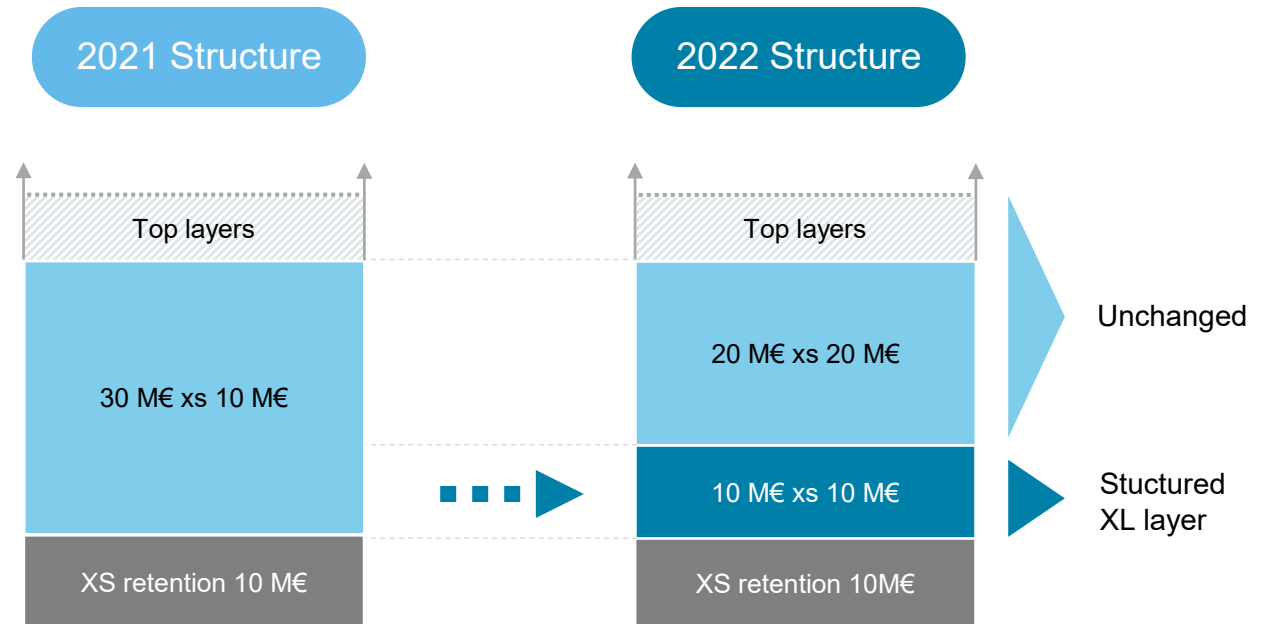 2021 Structure
2022 Structure
Top layers
Top layers
30 M€ xs 10 M€
20 M€ xs 20 M€
Unchanged
10 M€ xs 10 M€
Stuctured
XL layer
XS retention 10 M€
XS retention 10M€